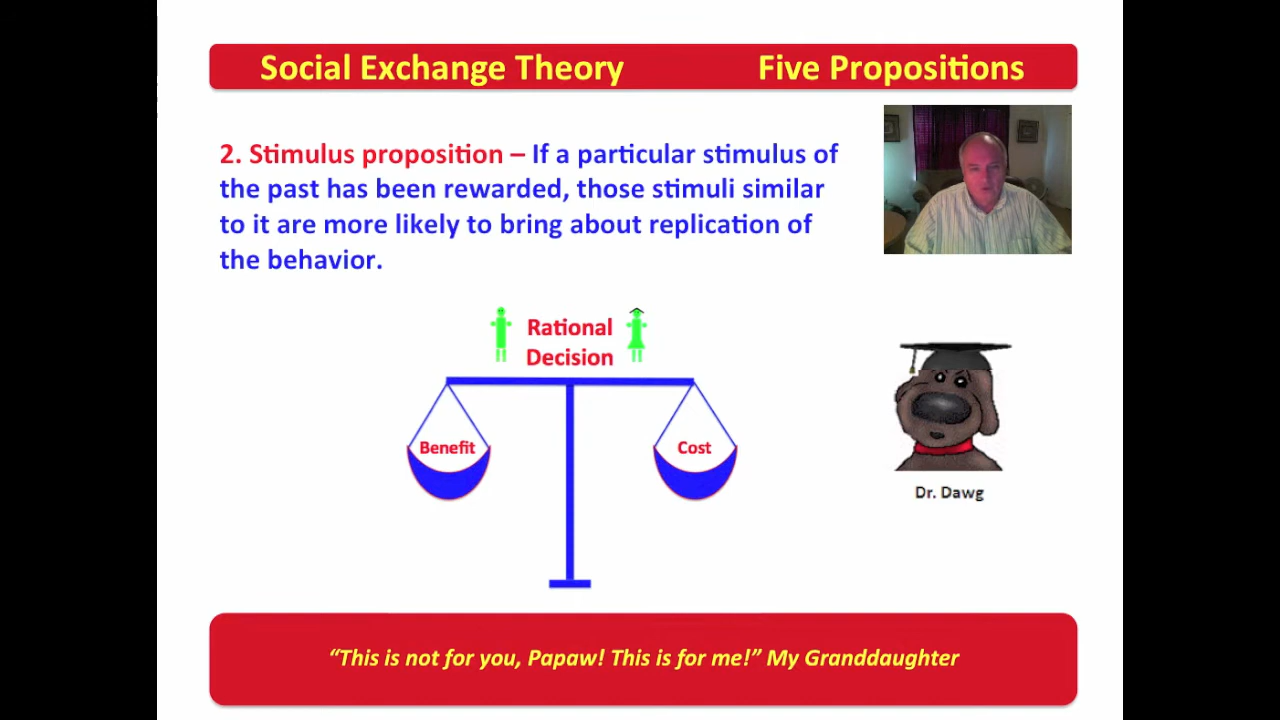 Social Exchange Theory Five Propositions
2. Stimulus proposition – If a particular stimulus of
the past has been rewarded, those stimuli similar
to it are more likely to bring about replication of
the behavior.
Rational
Decision
Benefit
Cost
Dr. Dawg
“This is not for you, Papaw! This is for me!” My Granddaughter